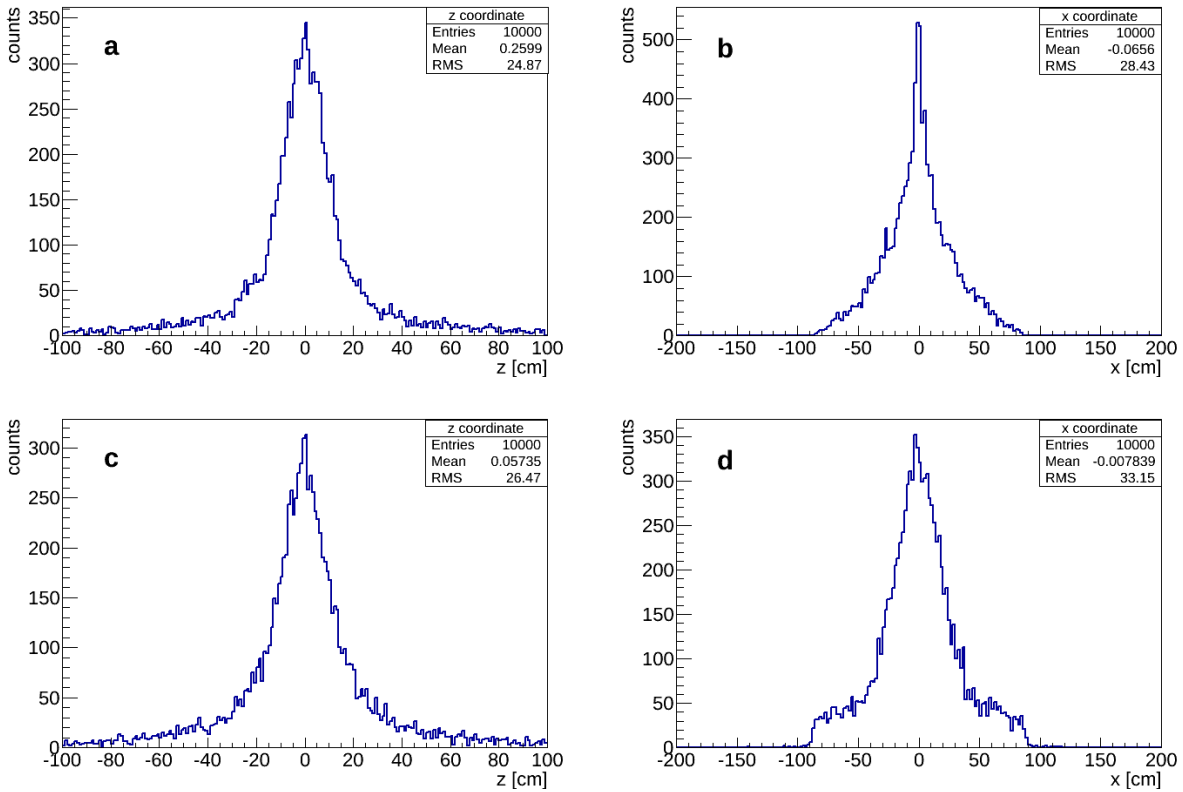 a
counts
z coordinate
Entries 10000
Mean 0.2599
RMS 24.87
350
300
250
200
150
100
50
0
-100 -80 -60 -40 -20 0 20 40 60 80 100
z [cm]
b
counts
x coordinate
Entries 10000
Mean -0.0656
RMS 28.43
500
400
300
200
100
0
-200 -150 -100 -50 0 50 100 150 200
x [cm]
c
counts
z coordinate
Entries 10000
Mean 0.05735
RMS 26.47
300
250
200
150
100
50
0
-100 -80 -60 -40 -20 0 20 40 60 80 100
z [cm]
d
counts
x coordinate
Entries 10000
Mean -0.007839
RMS 33.15
350
300
250
200
150
100
50
0
-200 -150 -100 -50 0 50 100 150 200
x [cm]